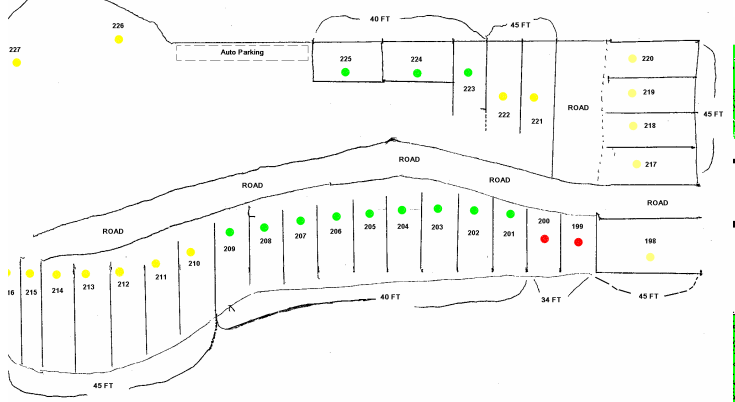 40 FT
45 FT
226
227
Auto Parking
225
224
223
222
221
ROAD
220
219
218
217
45 FT
ROAD
ROAD
ROAD
ROAD
209
208
207
206
205
204
203
202
201
200
199
198
16
215
214
213
212
211
210
40 FT
34 FT
45 FT
45 FT